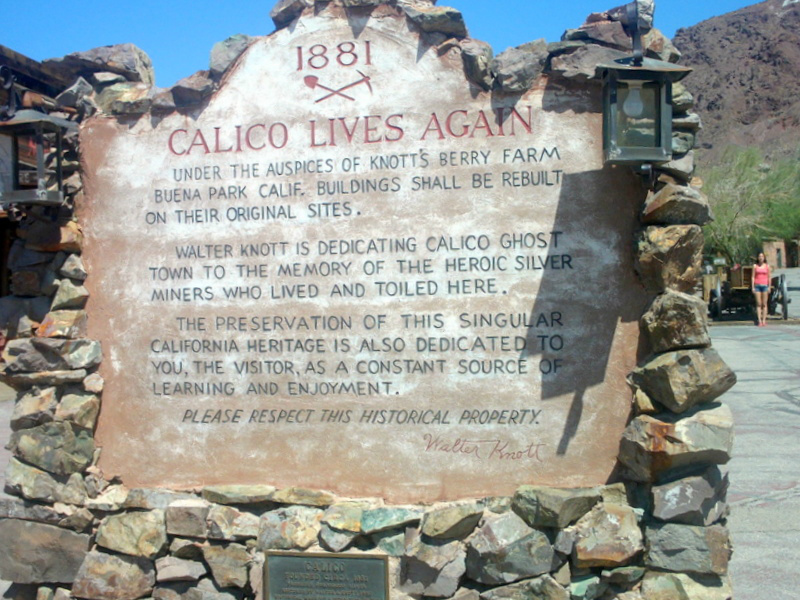 1881
CALICO LIVES AGAIN
UNDER THE AUSPICES OF KNOTT'S BERRY FARM
BUENA PARK CALIF. BUILDINGS SHALL BE REBUILT
ON THEIR ORIGINAL SITES.
WALTER KNOTT IS DEDICATING CALICO GHOST
TOWN TO THE MEMORY OF THE HEROIC SILVER
MINERS WHO LIVED AND TOILED HERE.
THE PRESERVATION OF THIS SINGULAR
CALIFORNIA HERITAGE IS ALSO DEDICATED TO
YOU, THE VISITOR, AS A CONSTANT SOURCE OF
LEARNING AND ENJOYMENT.
PLEASE RESPECT THIS HISTORICAL PROPERTY.
Walter Knott
CALICO